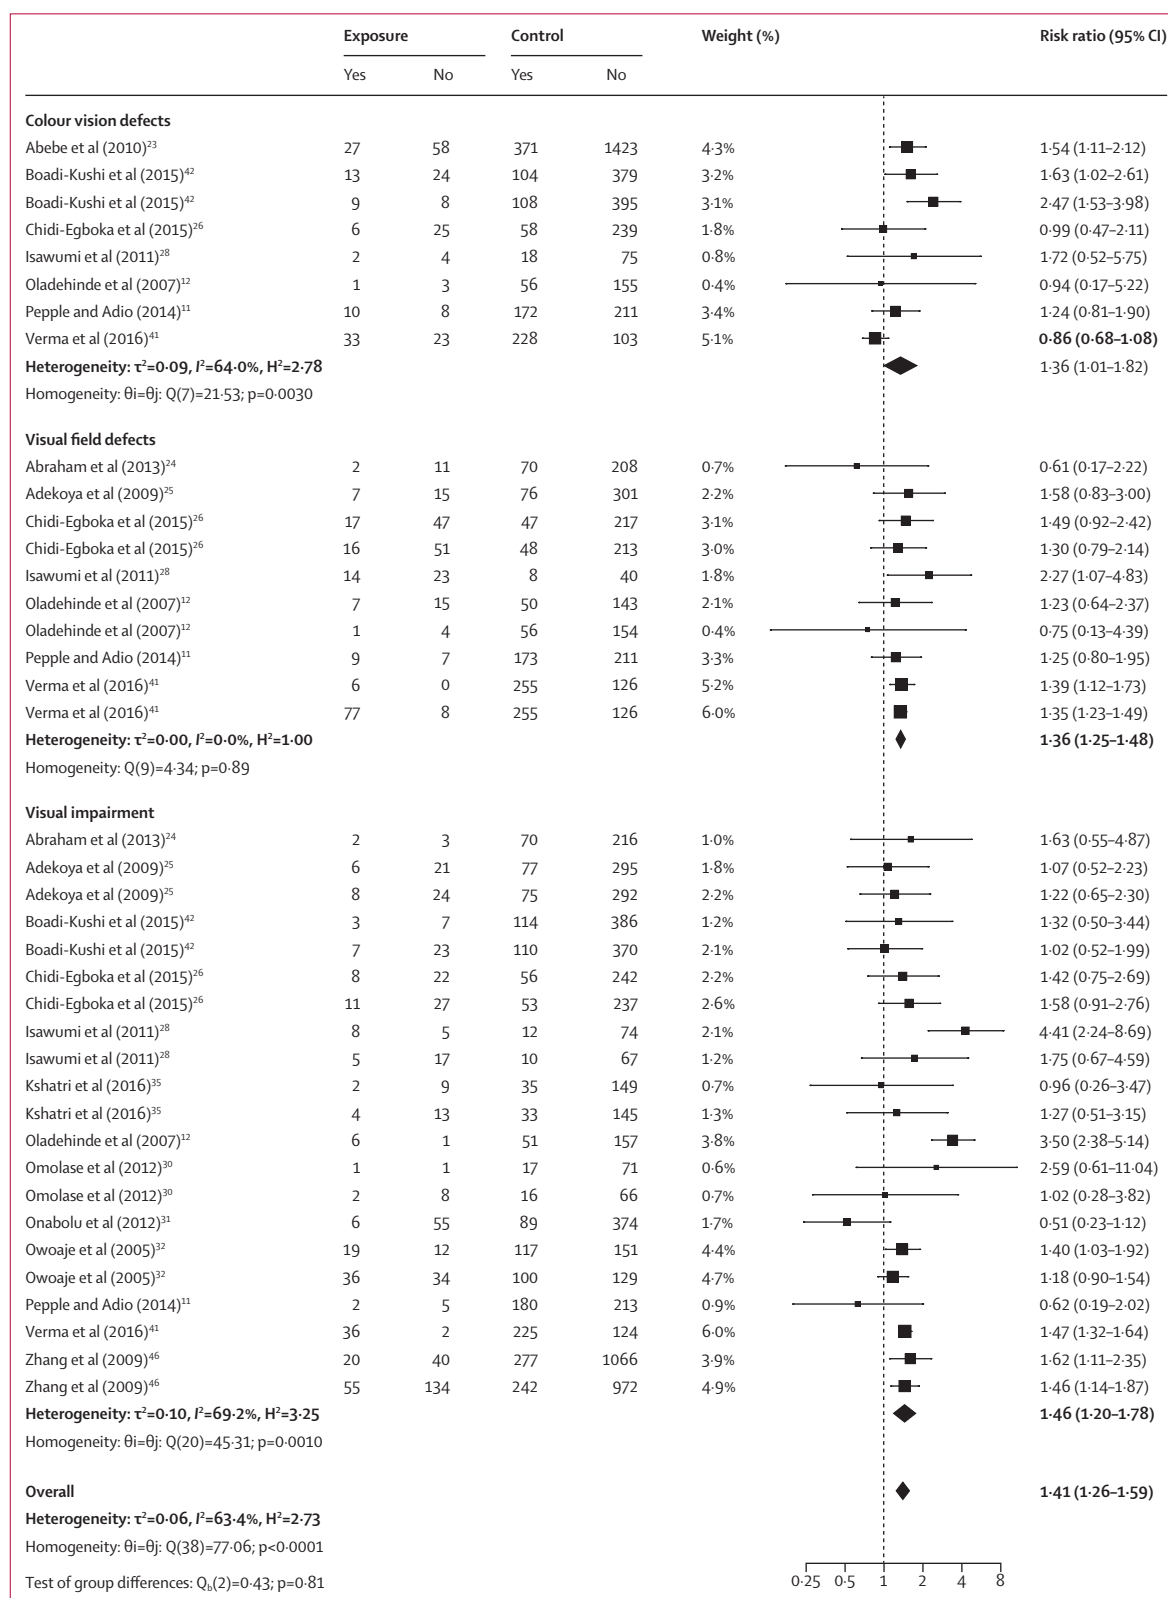 Exposure Control Weight (%) Risk ratio (95% CI)
Yes No Yes No
Colour vision defects
Abebe et al (2010)²³ 27 58 371 1423 4·3% 1·54 (1·11–2·12)
Boadi-Kushi et al (2015)⁴² 13 24 104 379 3·2% 1·63 (1·02–2·61)
Boadi-Kushi et al (2015)⁴² 9 8 108 395 3·1% 2·47 (1·53–3·98)
Chidi-Egboka et al (2015)²⁶ 6 25 58 239 1·8% 0·99 (0·47–2·11)
Isawumi et al (2011)²⁸ 2 4 18 75 0·8% 1·72 (0·52–5·75)
Oladehinde et al (2007)¹² 1 3 56 155 0·4% 0·94 (0·17–5·22)
Pepple and Adio (2014)¹¹ 10 8 172 211 3·4% 1·24 (0·81–1·90)
Verma et al (2016)⁴¹ 33 23 228 103 5·1% 0·86 (0·68–1·08)
Heterogeneity: τ²=0·09, I²=64·0%, H²=2·78 1·36 (1·01–1·82)
Homogeneity: θi=θj: Q(7)=21·53; p=0·0030
Visual field defects
Abraham et al (2013)²⁴ 2 11 70 208 0·7% 0·61 (0·17–2·22)
Adekoya et al (2009)²⁵ 7 15 76 301 2·2% 1·58 (0·83–3·00)
Chidi-Egboka et al (2015)²⁶ 17 47 47 217 3·1% 1·49 (0·92–2·42)
Chidi-Egboka et al (2015)²⁶ 16 51 48 213 3·0% 1·30 (0·79–2·14)
Isawumi et al (2011)²⁸ 14 23 8 40 1·8% 2·27 (1·07–4·83)
Oladehinde et al (2007)¹² 7 15 50 143 2·1% 1·23 (0·64–2·37)
Oladehinde et al (2007)¹² 1 4 56 154 0·4% 0·75 (0·13–4·39)
Pepple and Adio (2014)¹¹ 9 7 173 211 3·3% 1·25 (0·80–1·95)
Verma et al (2016)⁴¹ 6 0 255 126 5·2% 1·39 (1·12–1·73)
Verma et al (2016)⁴¹ 77 8 255 126 6·0% 1·35 (1·23–1·49)
Heterogeneity: τ²=0·00, I²=0·0%, H²=1·00 1·36 (1·25–1·48)
Homogeneity: Q(9)=4·34; p=0·89
Visual impairment
Abraham et al (2013)²⁴ 2 3 70 216 1·0% 1·63 (0·55–4·87)
Adekoya et al (2009)²⁵ 6 21 77 295 1·8% 1·07 (0·52–2·23)
Adekoya et al (2009)²⁵ 8 24 75 292 2·2% 1·22 (0·65–2·30)
Boadi-Kushi et al (2015)⁴² 3 7 114 386 1·2% 1·32 (0·50–3·44)
Boadi-Kushi et al (2015)⁴² 7 23 110 370 2·1% 1·02 (0·52–1·99)
Chidi-Egboka et al (2015)²⁶ 8 22 56 242 2·2% 1·42 (0·75–2·69)
Chidi-Egboka et al (2015)²⁶ 11 27 53 237 2·6% 1·58 (0·91–2·76)
Isawumi et al (2011)²⁸ 8 5 12 74 2·1% 4·41 (2·24–8·69)
Isawumi et al (2011)²⁸ 5 17 10 67 1·2% 1·75 (0·67–4·59)
Kshatri et al (2016)³⁵ 2 9 35 149 0·7% 0·96 (0·26–3·47)
Kshatri et al (2016)³⁵ 4 13 33 145 1·3% 1·27 (0·51–3·15)
Oladehinde et al (2007)¹² 6 1 51 157 3·8% 3·50 (2·38–5·14)
Omolase et al (2012)³⁰ 1 1 17 71 0·6% 2·59 (0·61–11·04)
Omolase et al (2012)³⁰ 2 8 16 66 0·7% 1·02 (0·28–3·82)
Onabolu et al (2012)³¹ 6 55 89 374 1·7% 0·51 (0·23–1·12)
Owoaje et al (2005)³² 19 12 117 151 4·4% 1·40 (1·03–1·92)
Owoaje et al (2005)³² 36 34 100 129 4·7% 1·18 (0·90–1·54)
Pepple and Adio (2014)¹¹ 2 5 180 213 0·9% 0·62 (0·19–2·02)
Verma et al (2016)⁴¹ 36 2 225 124 6·0% 1·47 (1·32–1·64)
Zhang et al (2009)⁴⁶ 20 40 277 1066 3·9% 1·62 (1·11–2·35)
Zhang et al (2009)⁴⁶ 55 134 242 972 4·9% 1·46 (1·14–1·87)
Heterogeneity: τ²=0·10, I²=69·2%, H²=3·25 1·46 (1·20–1·78)
Homogeneity: θi=θj: Q(20)=45·31; p=0·0010
Overall 1·41 (1·26–1·59)
Heterogeneity: τ²=0·06, I²=63·4%, H²=2·73
Homogeneity: θi=θj: Q(38)=77·06; p<0·0001
Test of group differences: Q_b(2)=0·43; p=0·81 0·25 0·5 1 2 4 8